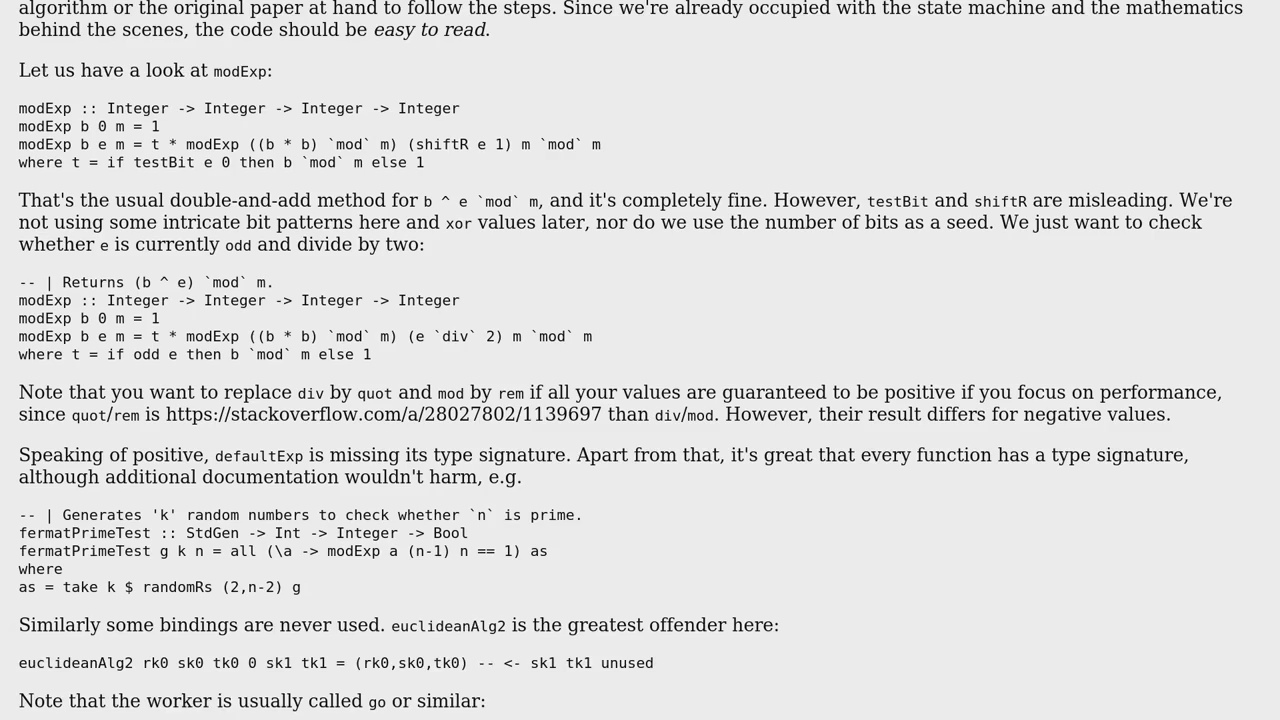 algorithm or the original paper at hand to follow the steps. Since we're already occupied with the state machine and the mathematics
behind the scenes, the code should be easy to read.
Let us have a look at modExp:
modExp :: Integer -> Integer -> Integer -> Integer
modExp b 0 m = 1
modExp b e m = t * modExp ((b * b) `mod` m) (shiftR e 1) m `mod` m
where t = if testBit e 0 then b `mod` m else 1
That's the usual double-and-add method for b ^ e `mod` m, and it's completely fine. However, testBit and shiftR are misleading. We're
not using some intricate bit patterns here and xor values later, nor do we use the number of bits as a seed. We just want to check
whether e is currently odd and divide by two:
-- | Returns (b ^ e) `mod` m.
modExp :: Integer -> Integer -> Integer -> Integer
modExp b 0 m = 1
modExp b e m = t * modExp ((b * b) `mod` m) (e `div` 2) m `mod` m
where t = if odd e then b `mod` m else 1
Note that you want to replace div by quot and mod by rem if all your values are guaranteed to be positive if you focus on performance,
since quot/rem is https://stackoverflow.com/a/28027802/1139697 than div/mod. However, their result differs for negative values.
Speaking of positive, defaultExp is missing its type signature. Apart from that, it's great that every function has a type signature,
although additional documentation wouldn't harm, e.g.
-- | Generates 'k' random numbers to check whether `n` is prime.
fermatPrimeTest :: StdGen -> Int -> Integer -> Bool
fermatPrimeTest g k n = all (\a -> modExp a (n-1) n == 1) as
where
as = take k $ randomRs (2,n-2) g
Similarly some bindings are never used. euclideanAlg2 is the greatest offender here:
euclideanAlg2 rk0 sk0 tk0 0 sk1 tk1 = (rk0,sk0,tk0) -- <- sk1 tk1 unused
Note that the worker is usually called go or similar: